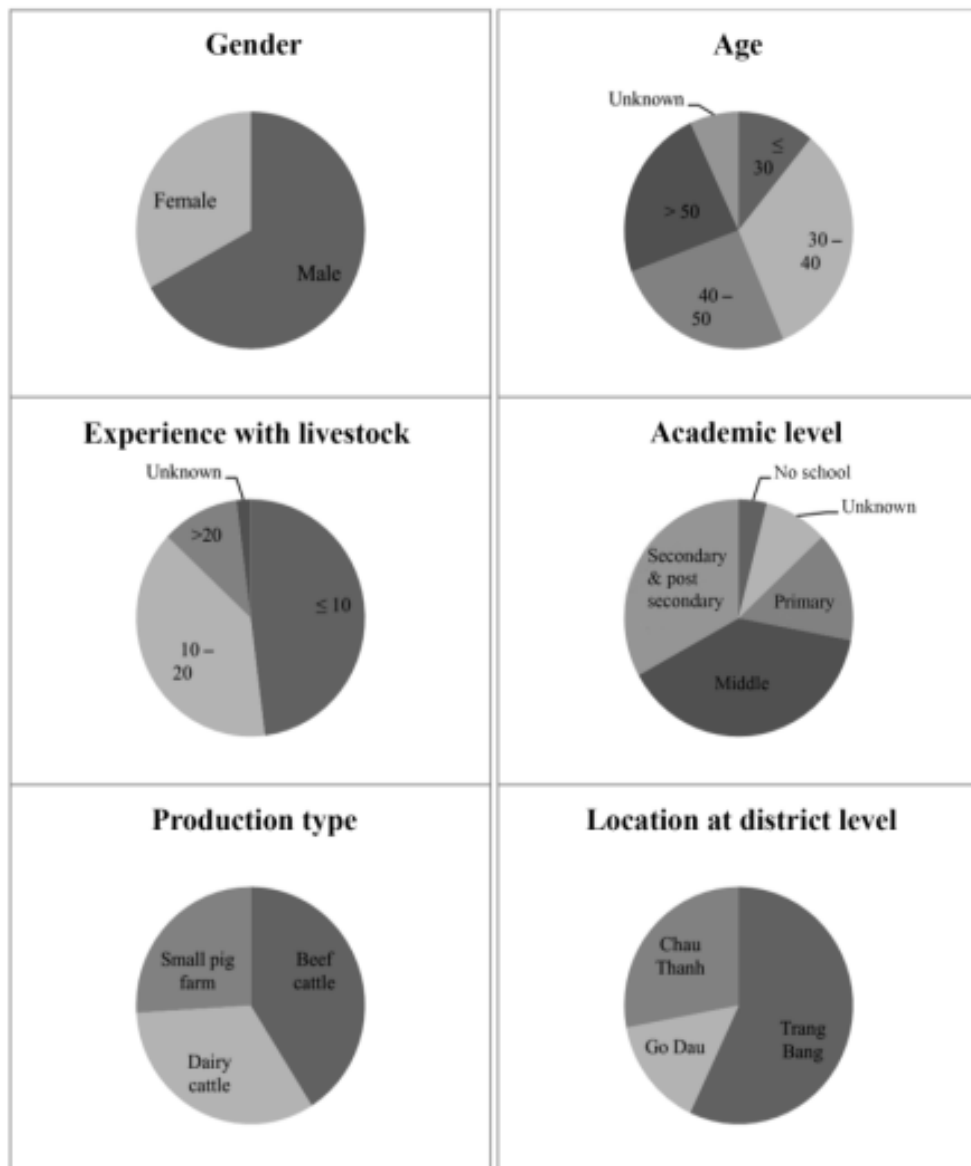 Gender
Female
Male
Age
Unknown
≤
30
30 –
40
40 –
50
> 50
Experience with livestock
Unknown
>20
≤ 10
10 –
20
Academic level
No school
Unknown
Secondary
& post
secondary
Primary
Middle
Production type
Small pig
farm
Beef
cattle
Dairy
cattle
Location at district level
Chau
Thanh
Go Dau
Trang
Bang